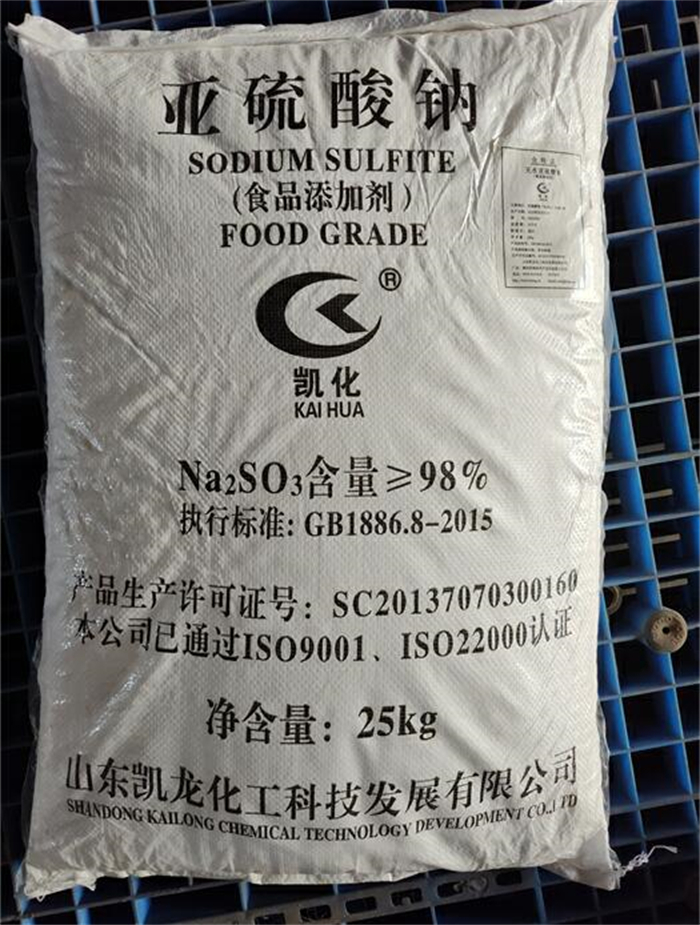 亚硫酸钠
SODIUM SULFITE
(食品添加剂)
FOOD GRADE
®
凯化
KAI HUA
Na₂SO₃含量≥98%
执行标准: GB1886.8-2015
产品生产许可证号: SC20137070300160
本公司已通过ISO9001、ISO22000认证
净含量: 25kg
山东凯龙化工科技发展有限公司
SHANDONG KAILONG CHEMICAL TECHNOLOGY DEVELOPMENT CO.,LTD
合格证